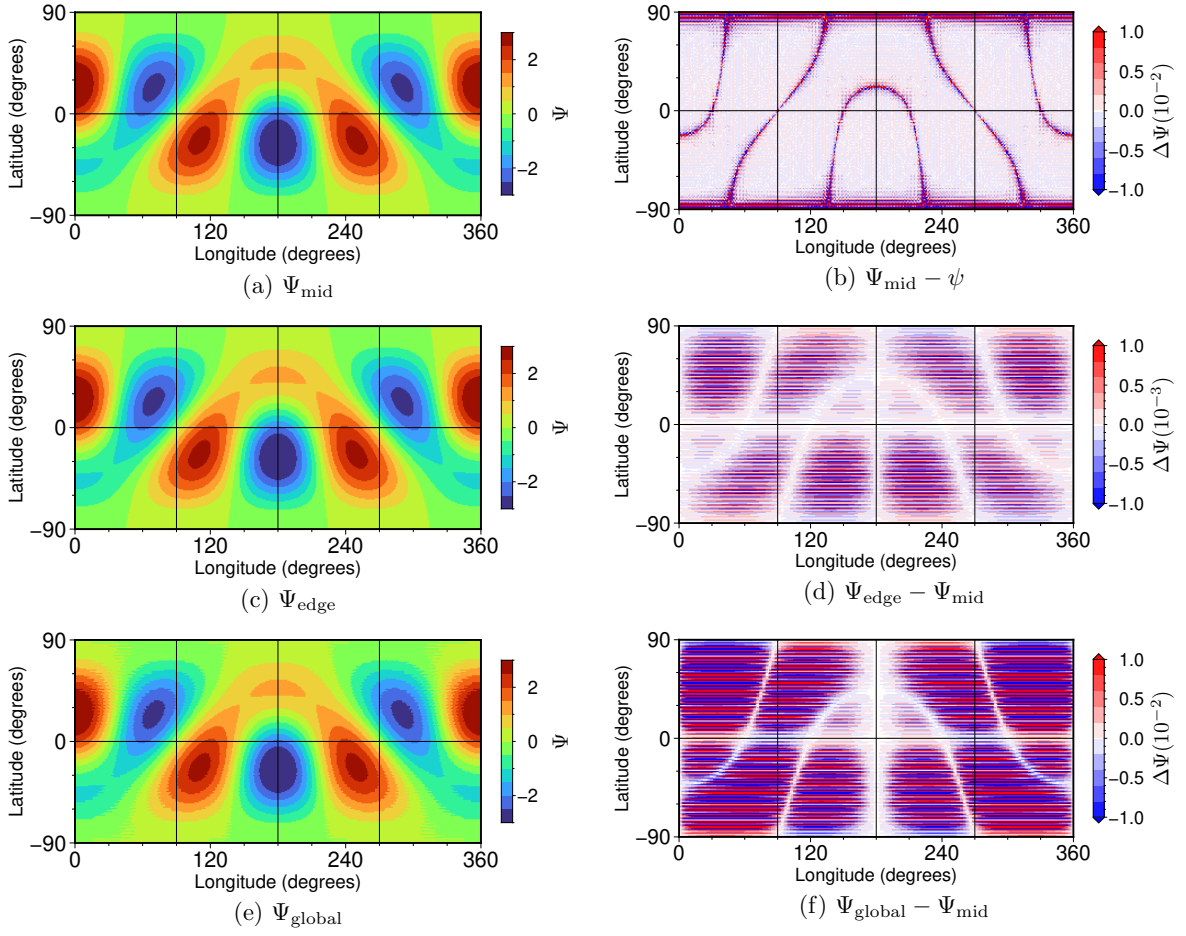 90
0
−90
Latitude (degrees)
0
120
240
360
Longitude (degrees)
2
0
−2
Ψ
(a) Ψmid
90
0
−90
Latitude (degrees)
0
120
240
360
Longitude (degrees)
1.0
0.5
0.0
−0.5
−1.0
ΔΨ(10−2)
(b) Ψmid − ψ
90
0
−90
Latitude (degrees)
0
120
240
360
Longitude (degrees)
2
0
−2
Ψ
(c) Ψedge
90
0
−90
Latitude (degrees)
0
120
240
360
Longitude (degrees)
1.0
0.5
0.0
−0.5
−1.0
ΔΨ(10−3)
(d) Ψedge − Ψmid
90
0
−90
Latitude (degrees)
0
120
240
360
Longitude (degrees)
2
0
−2
Ψ
(e) Ψglobal
90
0
−90
Latitude (degrees)
0
120
240
360
Longitude (degrees)
1.0
0.5
0.0
−0.5
−1.0
ΔΨ(10−2)
(f) Ψglobal − Ψmid